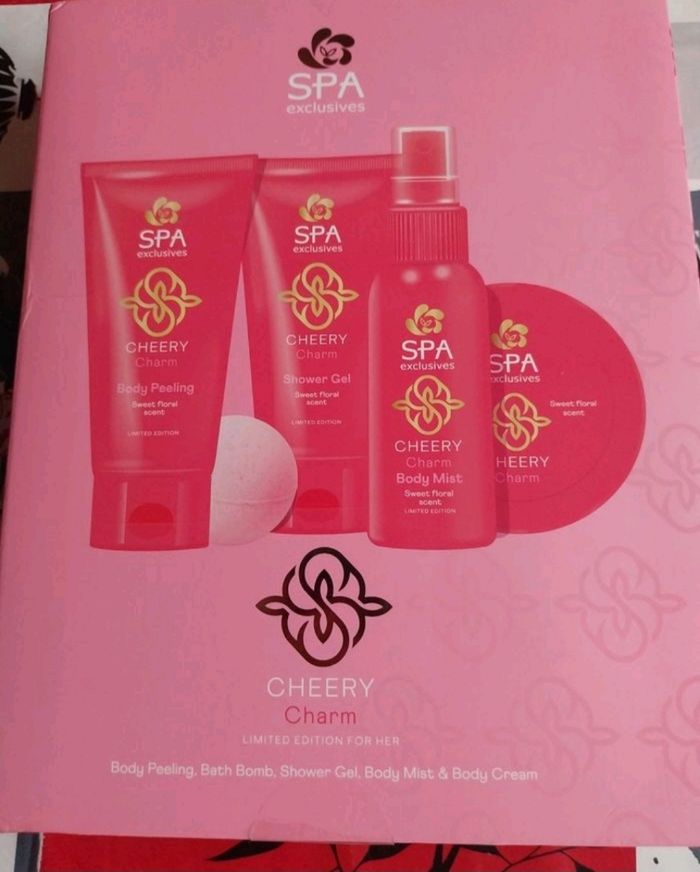 SPA
exclusives
SPA
exclusives
CHEERY
Charm
Body Peeling
Sweet floral
scent
LIMITED EDITION
SPA
exclusives
CHEERY
Charm
Shower Gel
Sweet floral
scent
LIMITED EDITION
SPA
exclusives
CHEERY
Charm
Body Mist
Sweet floral
scent
LIMITED EDITION
SPA
exclusives
Sweet floral
scent
HEERY
Charm
CHEERY
Charm
LIMITED EDITION FOR HER
Body Peeling, Bath Bomb, Shower Gel, Body Mist & Body Cream